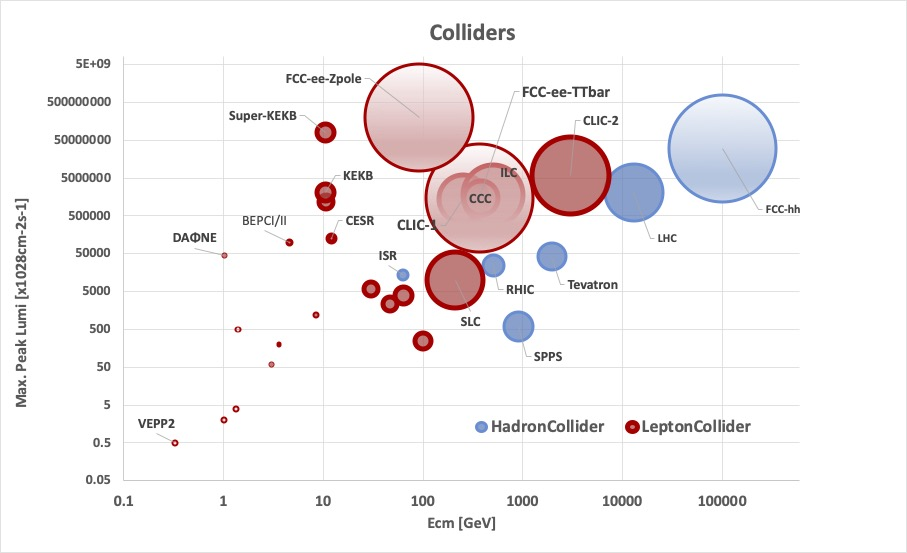 Colliders
5E+09
500000000
50000000
5000000
500000
50000
5000
500
50
5
0.5
0.05
Max. Peak Lumi [x1028cm-2s-1]
FCC-ee-Zpole
FCC-ee-TTbar
Super-KEKB
CLIC-2
KEKB
ILC
CCC
BEPCI/II
CESR
CLIC-1
FCC-hh
DAΦNE
LHC
ISR
RHIC
Tevatron
SLC
SPPS
VEPP2
HadronCollider
LeptonCollider
0.1
1
10
100
1000
10000
100000
Ecm [GeV]